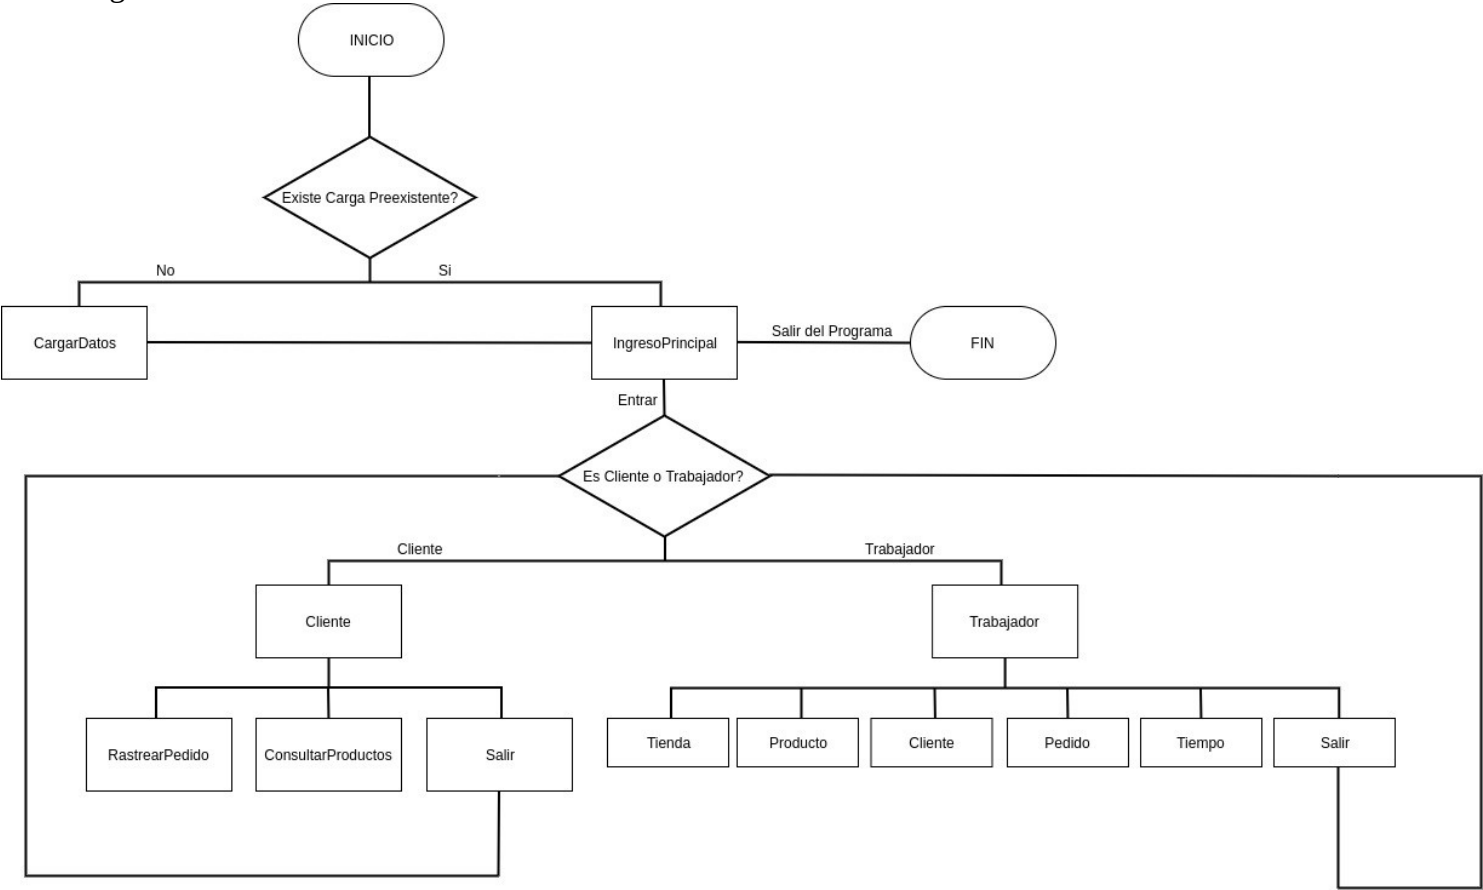 INICIO
Existe Carga Preexistente?
No
Si
CargarDatos
IngresoPrincipal
Salir del Programa
FIN
Entrar
Es Cliente o Trabajador?
Cliente
Trabajador
Cliente
Trabajador
RastrearPedido
ConsultarProductos
Salir
Tienda
Producto
Cliente
Pedido
Tiempo
Salir